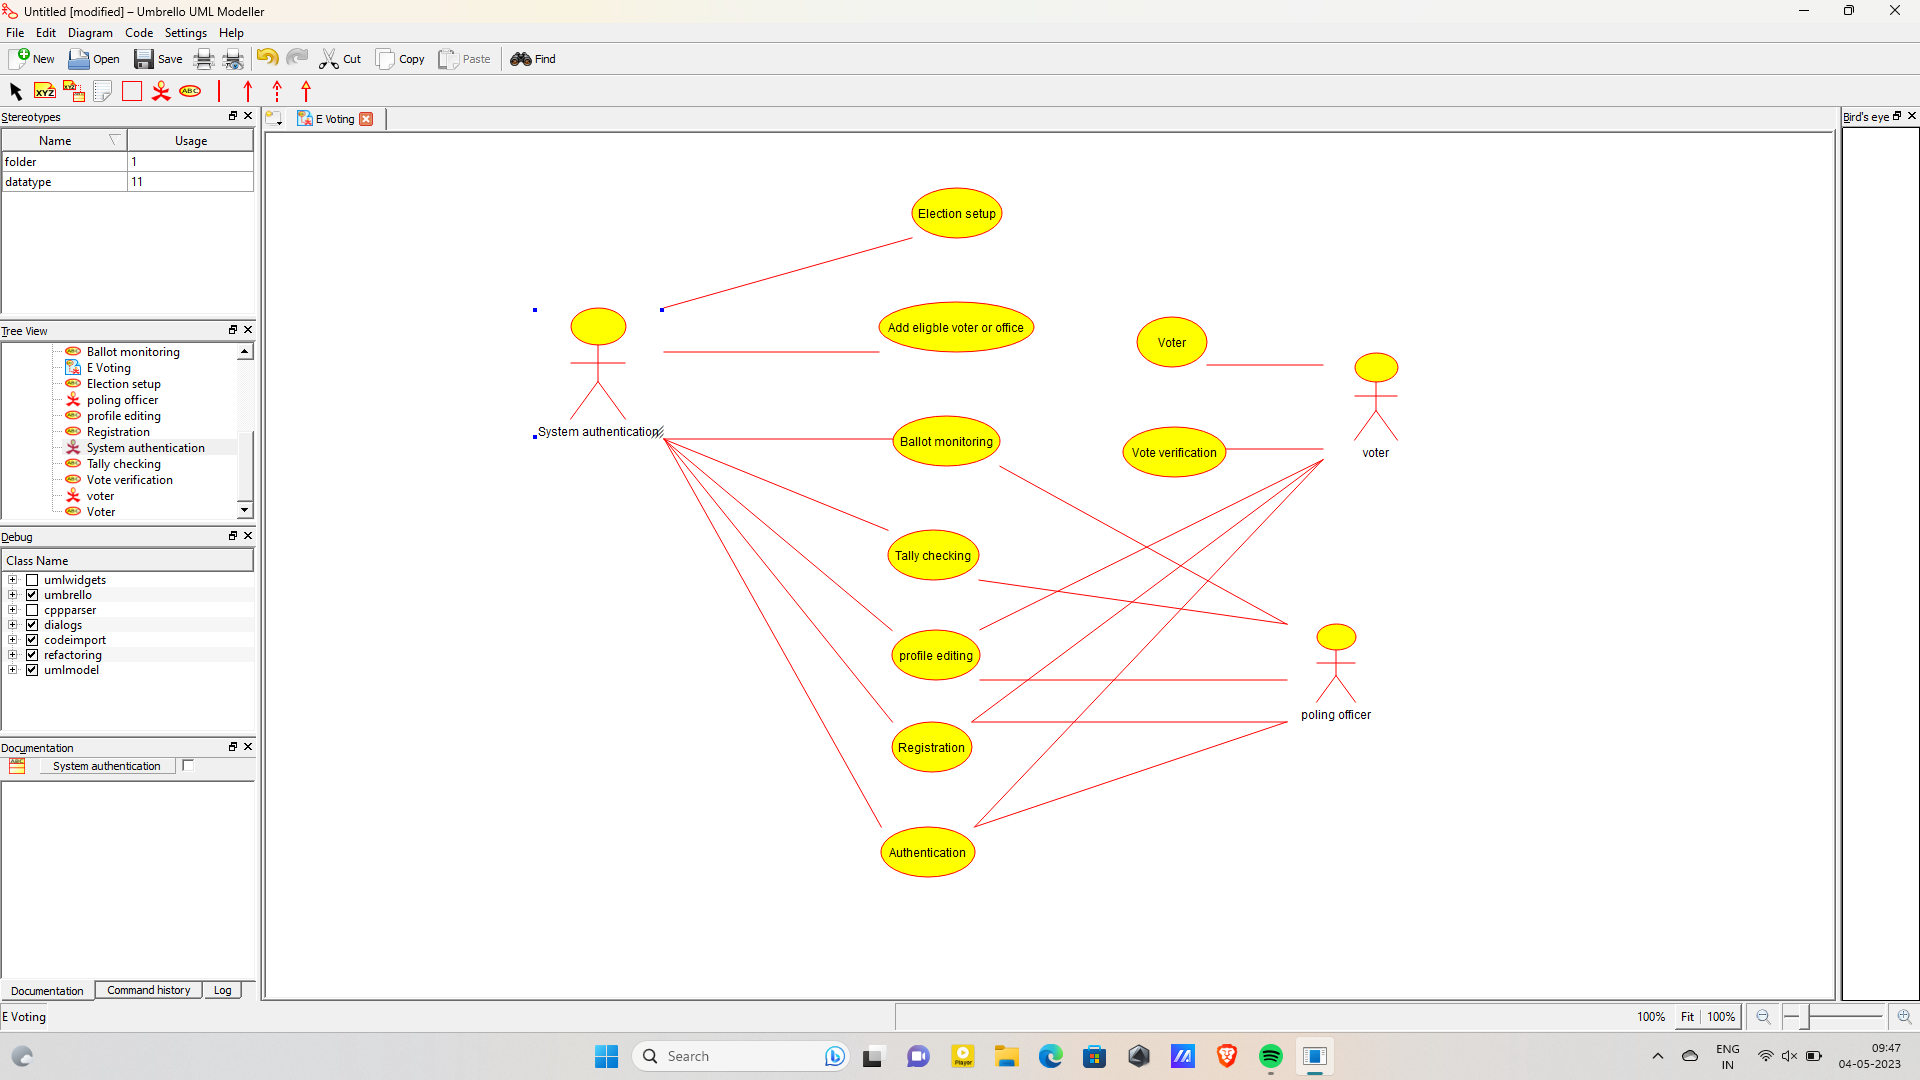 Untitled [modified] – Umbrello UML Modeller
File Edit Diagram Code Settings Help
New Open Save Cut Copy Paste Find
XYZ XYZ ABC
Stereotypes
Name Usage
folder 1
datatype 11
Tree View
Ballot monitoring
E Voting
Election setup
poling officer
profile editing
Registration
System authentication
Tally checking
Vote verification
voter
Voter
Debug
Class Name
umlwidgets
umbrello
cppparser
dialogs
codeimport
refactoring
umlmodel
Documentation
System authentication
Documentation Command history Log
E Voting
E Voting
Bird's eye
Election setup
Add eligble voter or office
Voter
System authentication
Ballot monitoring
Vote verification
voter
Tally checking
profile editing
poling officer
Registration
Authentication
100% Fit 100%
Search
Player
ENG
IN
09:47
04-05-2023